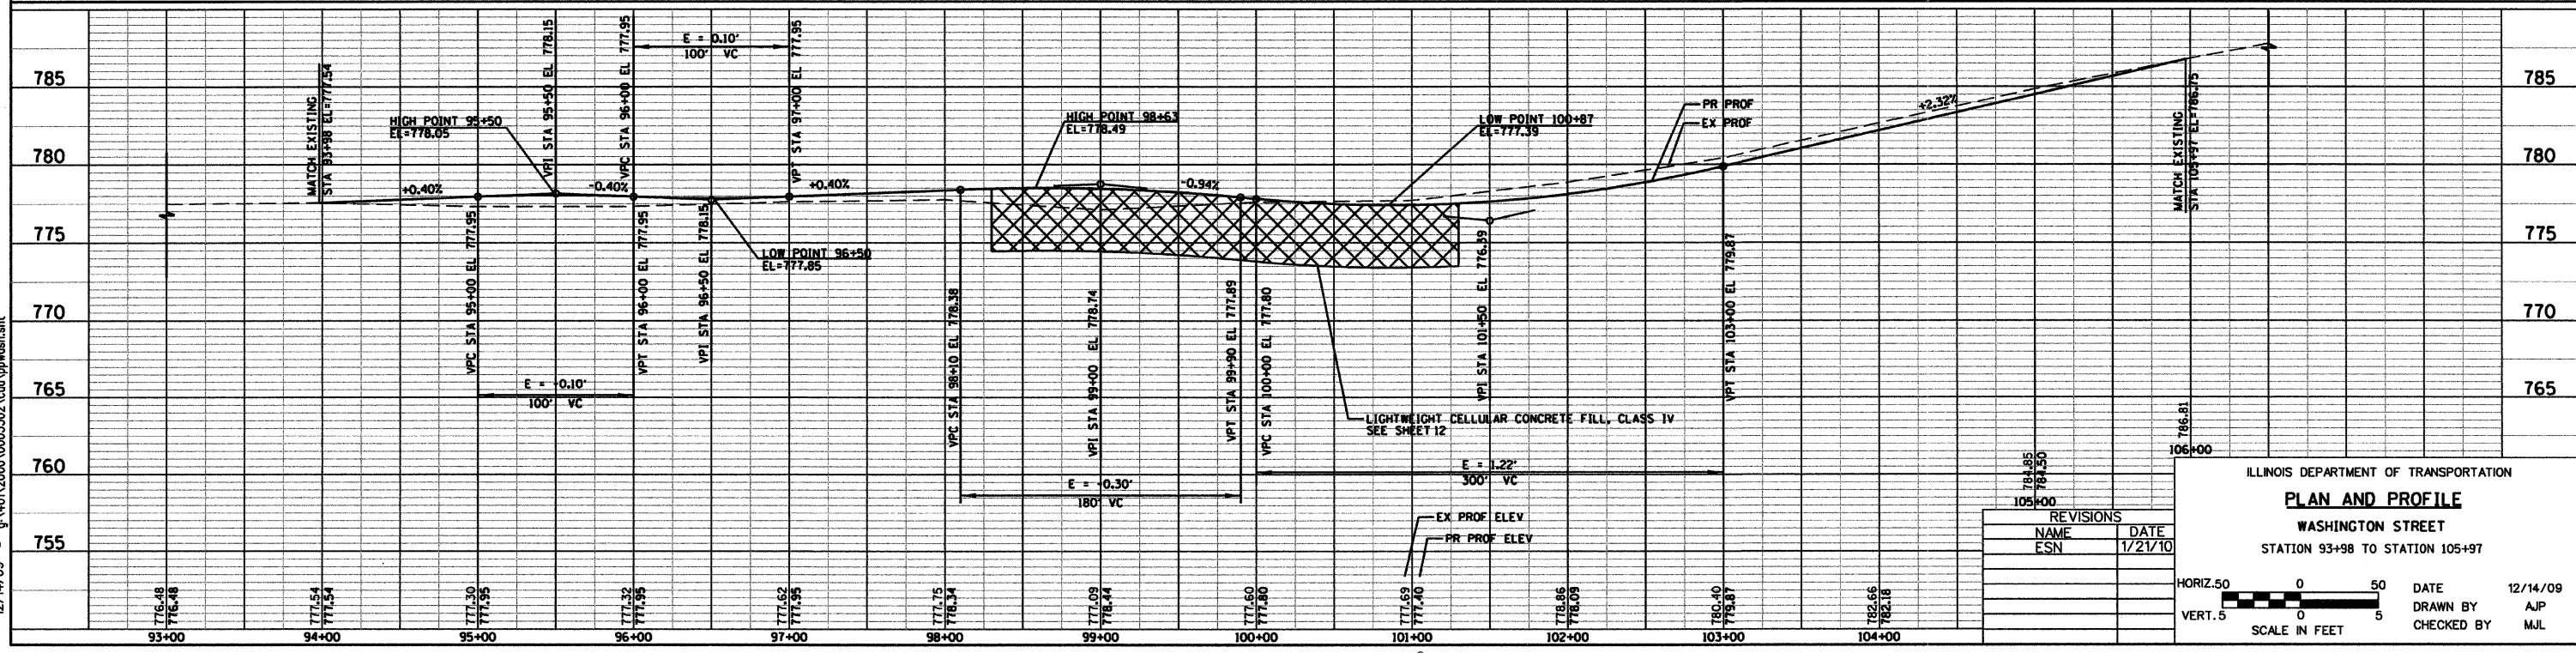 785
780
775
770
765
760
755
785
780
775
770
765
MATCH EXISTING
STA 93+98 EL=777.54
HIGH POINT 95+50
EL=778.05
VPI STA 95+50 EL 778.15
VPC STA 96+00 EL 777.95
E = 0.10'
100' VC
VPT STA 97+00 EL 777.95
+0.40%
-0.40%
+0.40%
VPC STA 95+00 EL 777.95
VPT STA 96+00 EL 777.95
VPI STA 96+50 EL 778.15
LOW POINT 96+50
EL=777.85
E = -0.10'
100' VC
HIGH POINT 98+63
EL=778.49
-0.94%
VPC STA 98+10 EL 778.38
VPI STA 99+00 EL 778.74
VPT STA 99+90 EL 777.89
VPC STA 100+00 EL 777.80
E = -0.30'
180' VC
LOW POINT 100+87
EL=777.39
PR PROF
EX PROF
VPI STA 101+50 EL 776.39
VPT STA 103+00 EL 779.87
LIGHTWEIGHT CELLULAR CONCRETE FILL, CLASS IV
SEE SHEET 12
E = 1.22'
300' VC
EX PROF ELEV
PR PROF ELEV
+2.32%
MATCH EXISTING
STA 105+97 EL=786.75
776.48
776.48
93+00
777.54
777.54
94+00
777.30
777.95
95+00
777.32
777.95
96+00
777.62
777.95
97+00
777.75
778.34
98+00
777.09
778.44
99+00
777.60
777.80
100+00
777.69
777.40
101+00
778.86
778.09
102+00
780.40
779.87
103+00
782.66
782.18
104+00
784.85
784.50
105+00
786.81
106+00
REVISIONS
NAME DATE
ESN 1/21/10
ILLINOIS DEPARTMENT OF TRANSPORTATION
PLAN AND PROFILE
WASHINGTON STREET
STATION 93+98 TO STATION 105+97
HORIZ. 50 0 50
VERT. 5 0 5
SCALE IN FEET
DATE 12/14/09
DRAWN BY AJP
CHECKED BY MJL